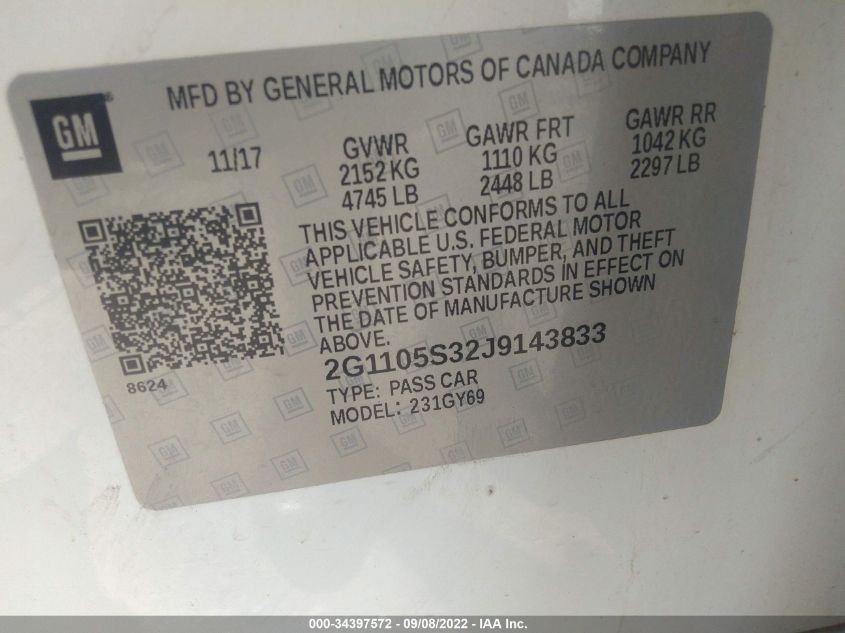 MFD BY GENERAL MOTORS OF CANADA COMPANY
GM
®
11/17
GVWR
2152 KG
4745 LB
GAWR FRT
1110 KG
2448 LB
GAWR RR
1042 KG
2297 LB
THIS VEHICLE CONFORMS TO ALL
APPLICABLE U.S. FEDERAL MOTOR
VEHICLE SAFETY, BUMPER, AND THEFT
PREVENTION STANDARDS IN EFFECT ON
THE DATE OF MANUFACTURE SHOWN
ABOVE.
8624
2G1105S32J9143833
TYPE: PASS CAR
MODEL: 231GY69
000-34397572 - 09/08/2022 - IAA Inc.